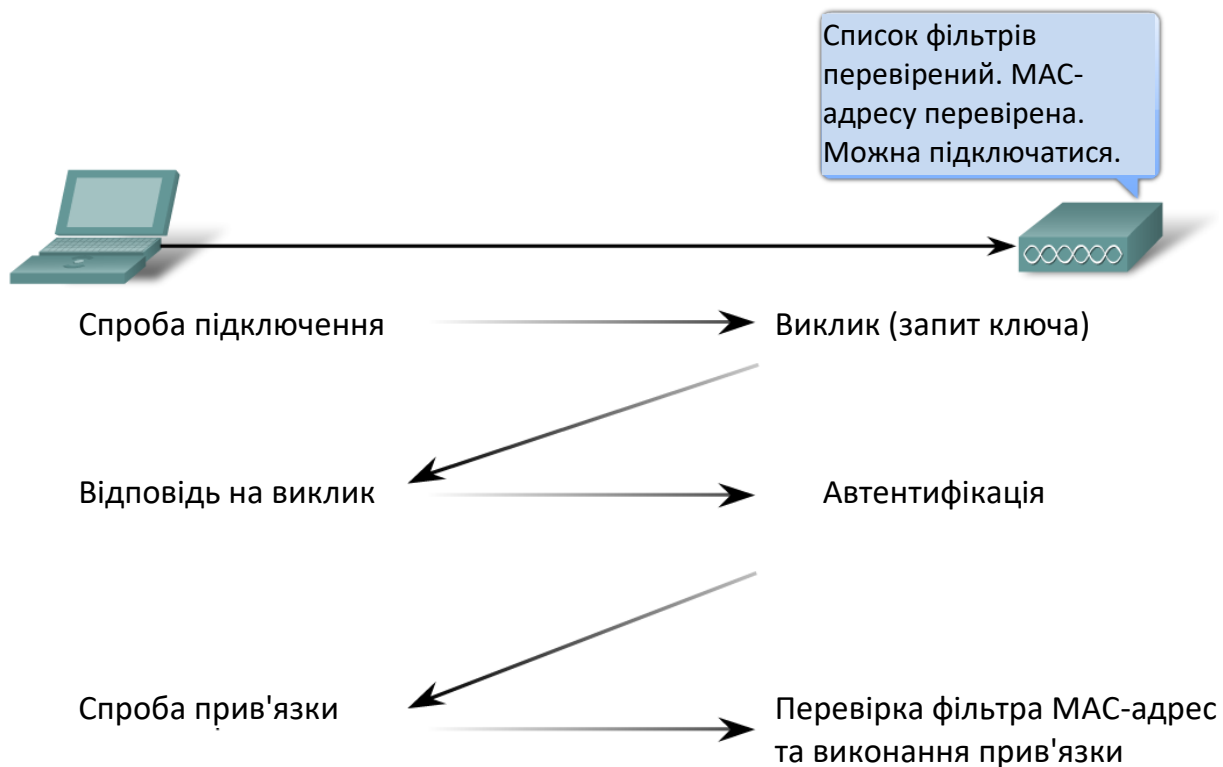 Список фільтрів
перевірений. MAC-
адресу перевірена.
Можна підключатися.
Спроба підключення
Виклик (запит ключа)
Відповідь на виклик
Автентифікація
Спроба прив'язки
Перевірка фільтра MAC-адрес
та виконання прив'язки